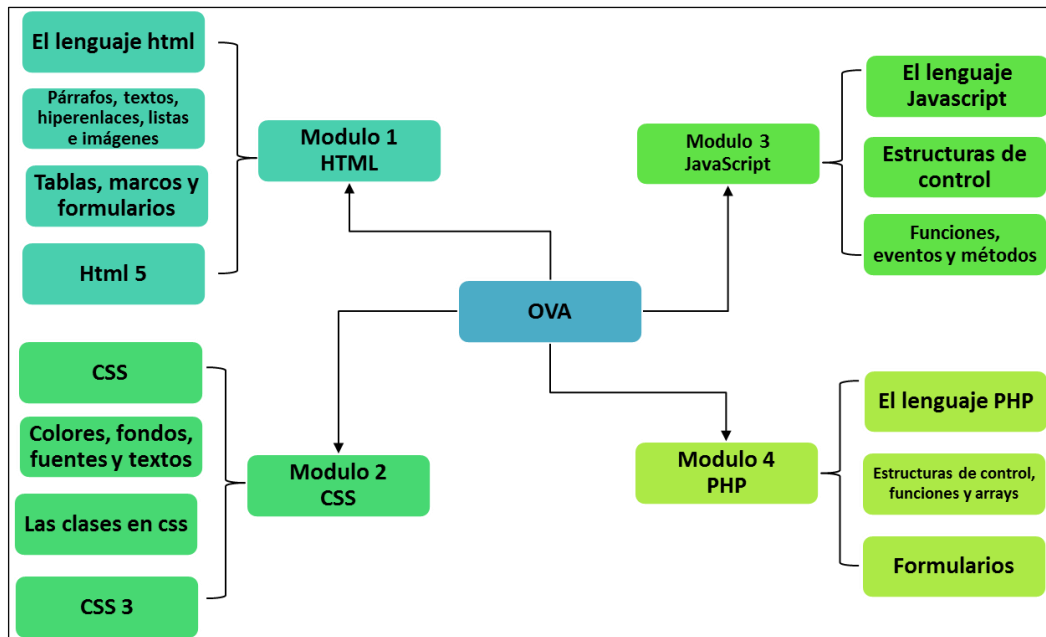 El lenguaje html
Párrafos, textos,
hiperenlaces, listas
e imágenes
Tablas, marcos y
formularios
Html 5
Modulo 1
HTML
CSS
Colores, fondos,
fuentes y textos
Las clases en css
CSS 3
Modulo 2
CSS
OVA
Modulo 3
JavaScript
El lenguaje
Javascript
Estructuras de
control
Funciones,
eventos y métodos
Modulo 4
PHP
El lenguaje PHP
Estructuras de control,
funciones y arrays
Formularios